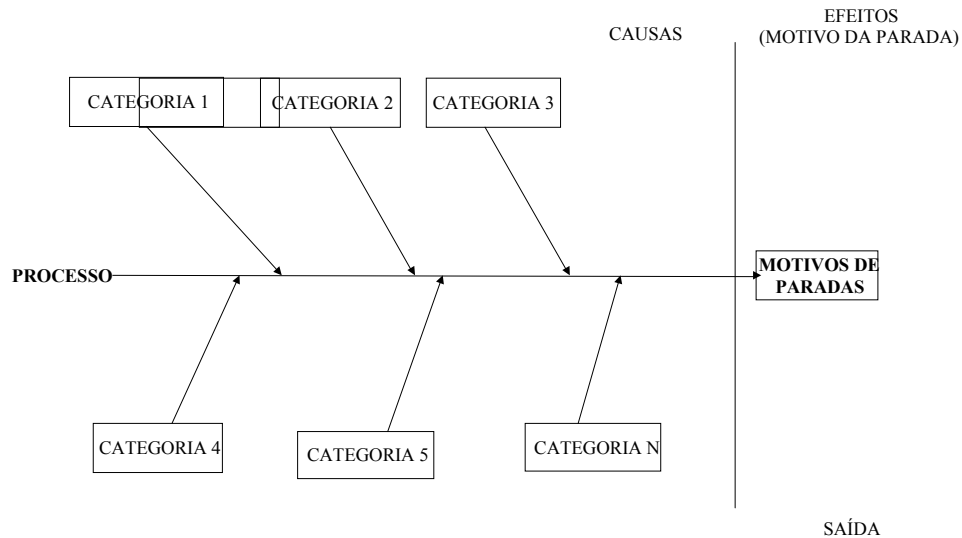 CAUSAS
EFEITOS
(MOTIVO DA PARADA)
CATEGORIA 1
CATEGORIA 2
CATEGORIA 3
PROCESSO
MOTIVOS DE
PARADAS
CATEGORIA 4
CATEGORIA 5
CATEGORIA N
SAÍDA